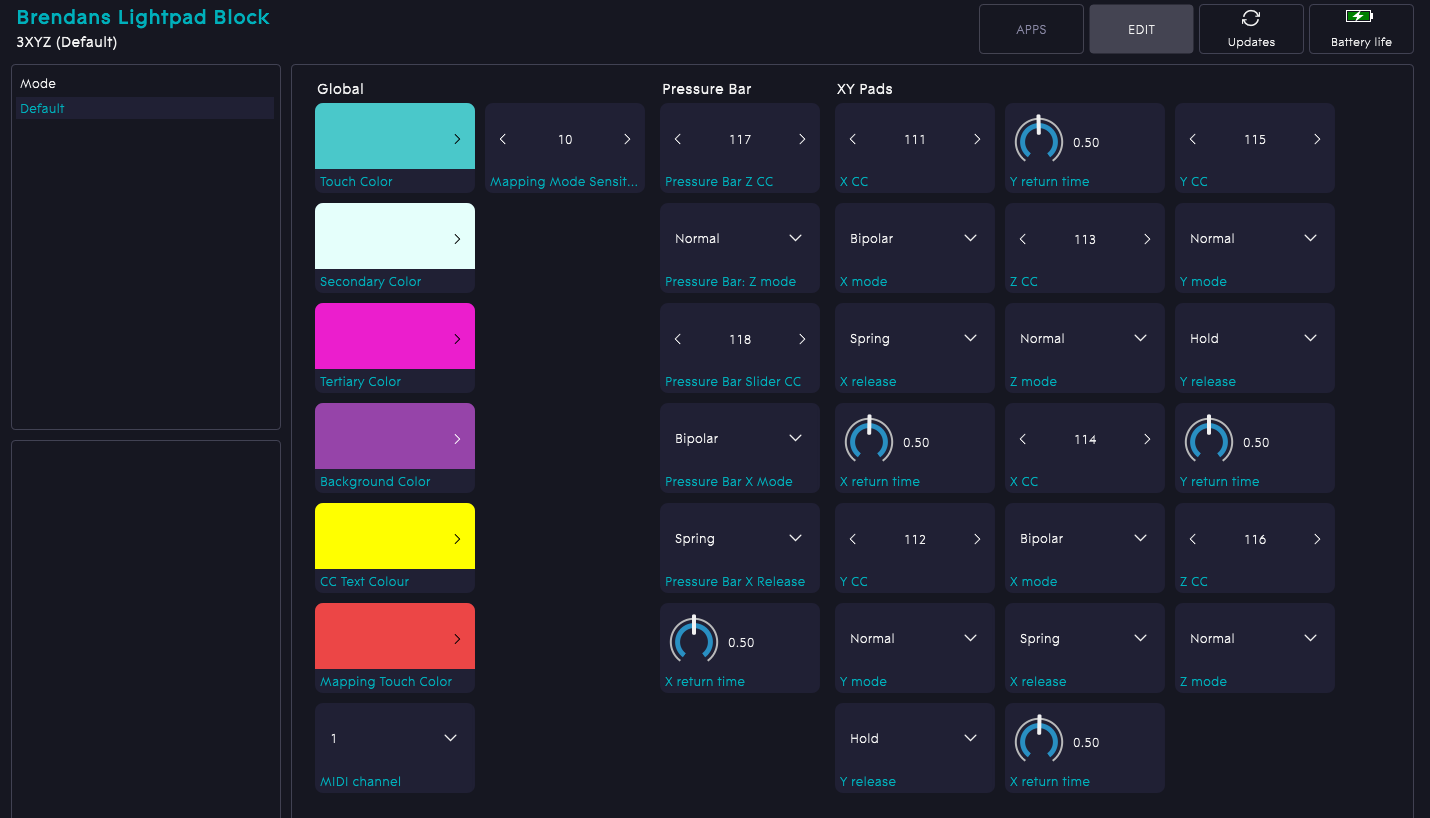 Brendans Lightpad Block
3XYZ (Default)
APPS
EDIT
Updates
Battery life
Mode
Default
Global
Touch Color
Secondary Color
Tertiary Color
Background Color
CC Text Colour
Mapping Touch Color
1
MIDI channel
10
Mapping Mode Sensit...
Pressure Bar
117
Pressure Bar Z CC
Normal
Pressure Bar: Z mode
118
Pressure Bar Slider CC
Bipolar
Pressure Bar X Mode
Spring
Pressure Bar X Release
0.50
X return time
XY Pads
111
X CC
Bipolar
X mode
Spring
X release
0.50
X return time
112
Y CC
Normal
Y mode
Hold
Y release
0.50
Y return time
113
Z CC
Normal
Z mode
114
X CC
Bipolar
X mode
Spring
X release
0.50
X return time
115
Y CC
Normal
Y mode
Hold
Y release
0.50
Y return time
116
Z CC
Normal
Z mode